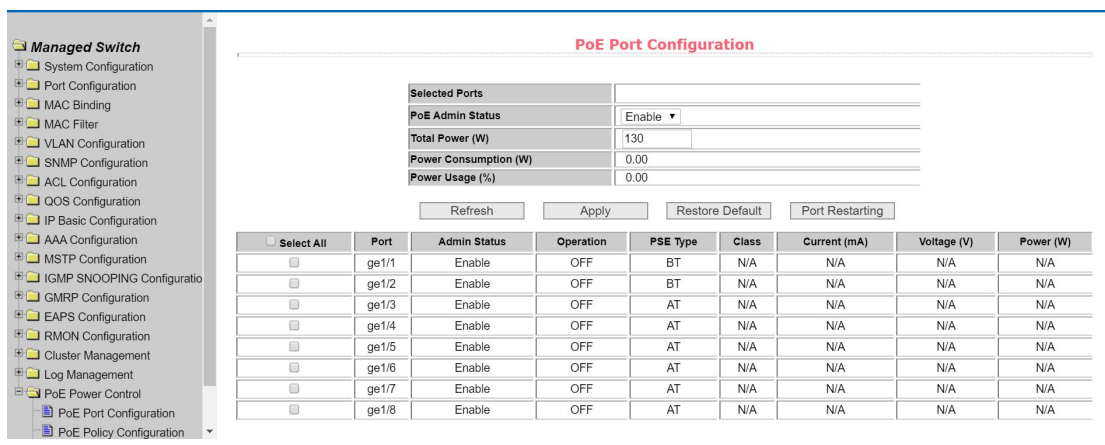 Managed Switch
System Configuration
Port Configuration
MAC Binding
MAC Filter
VLAN Configuration
SNMP Configuration
ACL Configuration
QOS Configuration
IP Basic Configuration
AAA Configuration
MSTP Configuration
IGMP SNOOPING Configuratio
GMRP Configuration
EAPS Configuration
RMON Configuration
Cluster Management
Log Management
PoE Power Control
PoE Port Configuration
PoE Policy Configuration
PoE Port Configuration
Selected Ports
PoE Admin Status Enable
Total Power (W) 130
Power Consumption (W) 0.00
Power Usage (%) 0.00
Refresh Apply Restore Default Port Restarting
Select All Port Admin Status Operation PSE Type Class Current (mA) Voltage (V) Power (W)
ge1/1 Enable OFF BT N/A N/A N/A N/A
ge1/2 Enable OFF BT N/A N/A N/A N/A
ge1/3 Enable OFF AT N/A N/A N/A N/A
ge1/4 Enable OFF AT N/A N/A N/A N/A
ge1/5 Enable OFF AT N/A N/A N/A N/A
ge1/6 Enable OFF AT N/A N/A N/A N/A
ge1/7 Enable OFF AT N/A N/A N/A N/A
ge1/8 Enable OFF AT N/A N/A N/A N/A